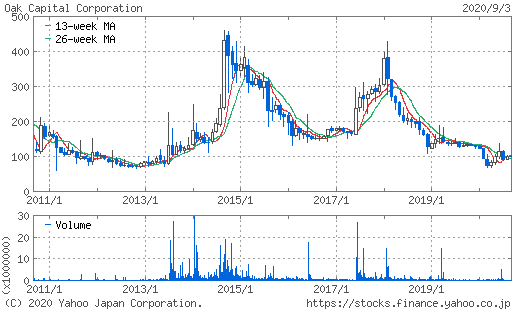 Oak Capital Corporation 2020/9/3
500
13-week MA
26-week MA
400
300
200
100
0
2011/1 2013/1 2015/1 2017/1 2019/1
30
Volume
20
10
0
(x1000000)
2011/1 2013/1 2015/1 2017/1 2019/1
(C) 2020 Yahoo Japan Corporation. https://stocks.finance.yahoo.co.jp